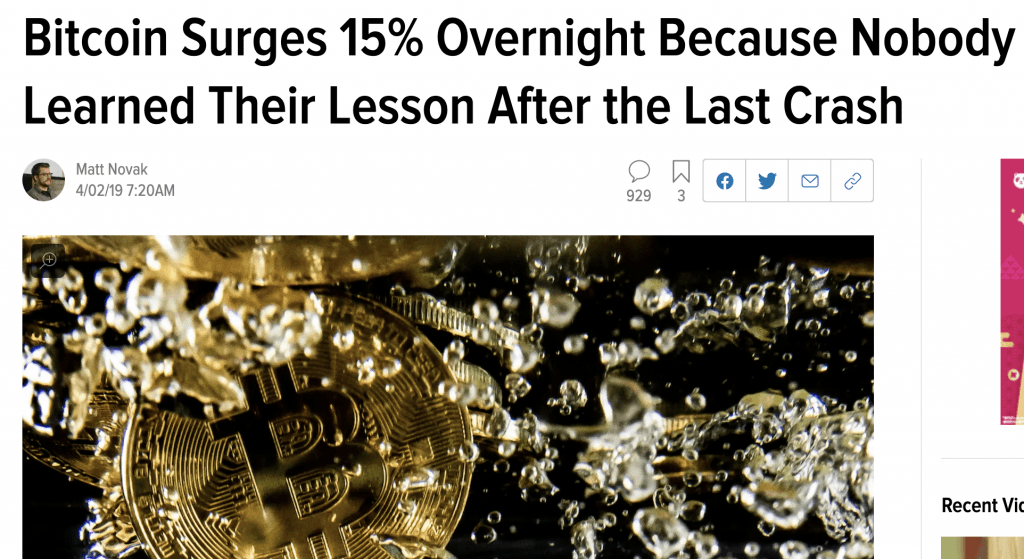 Bitcoin Surges 15% Overnight Because Nobody
Learned Their Lesson After the Last Crash
Matt Novak
4/02/19 7:20AM
929
3
Recent